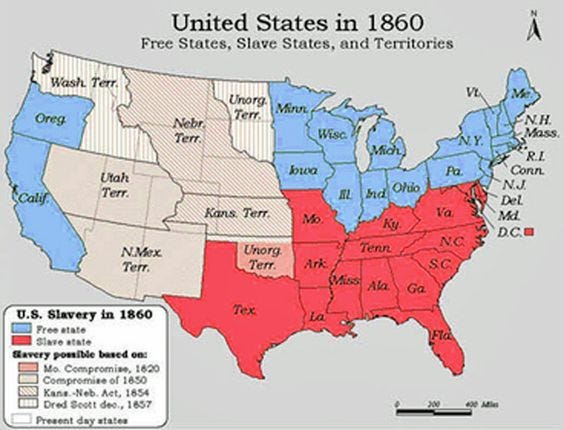 United States in 1860
Free States, Slave States, and Territories
N
Wash. Terr.
Oreg.
Calif.
Nebr.
Terr.
Unorg.
Terr.
Utah
Terr.
Kans. Terr.
N.Mex.
Terr.
Unorg.
Terr.
Minn.
Wisc.
Mich.
Iowa
Ill.
Ind.
Ohio
Pa.
N.Y.
Vt.
Me.
N.H.
Mass.
R.I.
Conn.
N.J.
Del.
Md.
D.C.
Mo.
Ky.
Va.
Tenn.
N.C.
S.C.
Ark.
Miss.
Ala.
Ga.
Tex.
La.
Fla.
U.S. Slavery in 1860
Free state
Slave state
Slavery possible based on:
Mo. Compromise, 1820
Compromise of 1850
Kans.-Neb. Act, 1854
Dred Scott dec., 1857
Present day states
0 200 400 Miles